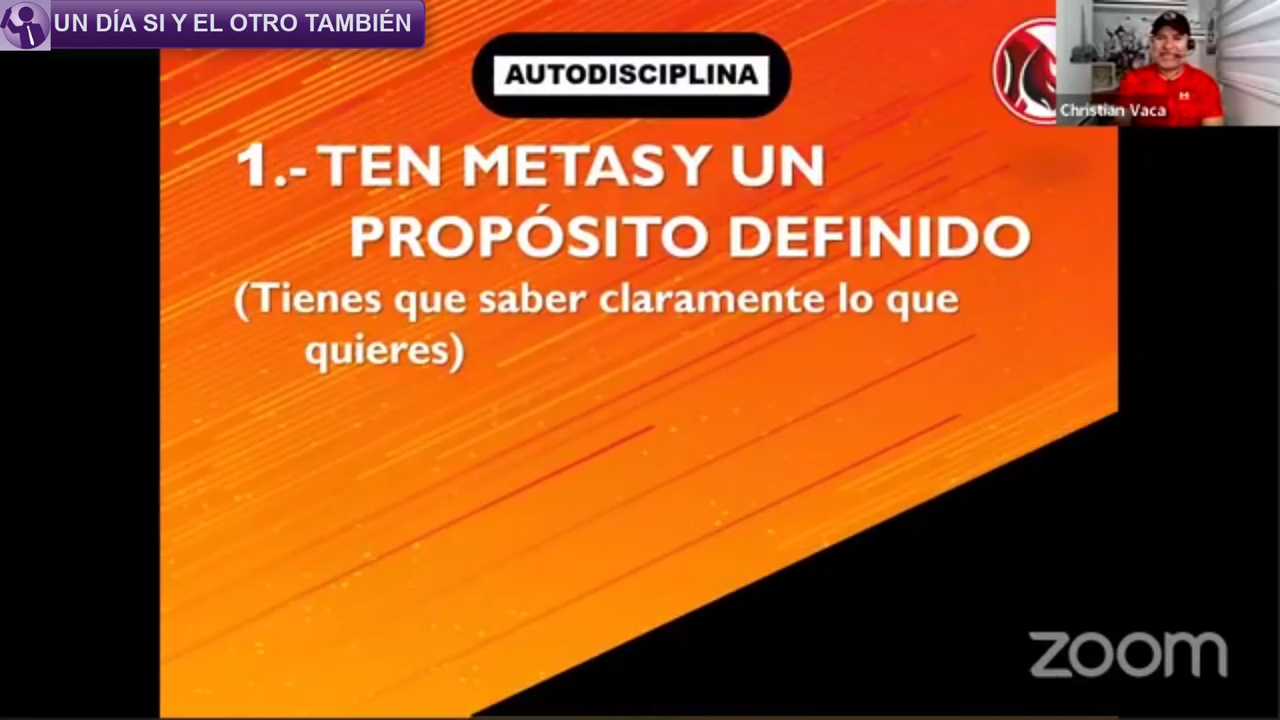 UN DÍA SI Y EL OTRO TAMBIÉN
AUTODISCIPLINA
Christian Vaca
1.- TEN METAS Y UN
PROPÓSITO DEFINIDO
(Tienes que saber claramente lo que
quieres)
zoom